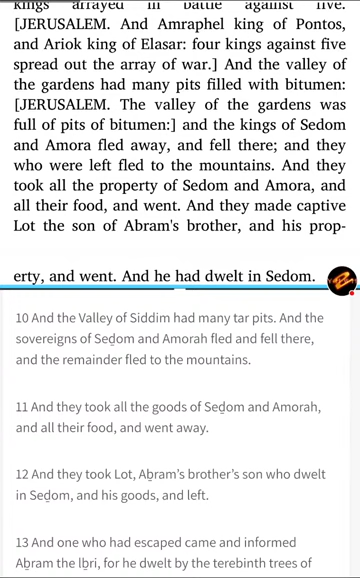 kings arrayed in battle against five.
[JERUSALEM. And Amraphel king of Pontos,
and Ariok king of Elasar: four kings against five
spread out the array of war.] And the valley of
the gardens had many pits filled with bitumen:
[JERUSALEM. The valley of the gardens was
full of pits of bitumen:] and the kings of Sedom
and Amora fled away, and fell there; and they
who were left fled to the mountains. And they
took all the property of Sedom and Amora, and
all their food, and went. And they made captive
Lot the son of Abram's brother, and his prop-
erty, and went. And he had dwelt in Sedom.
10 And the Valley of Siddim had many tar pits. And the
sovereigns of Seḏom and Amorah fled and fell there,
and the remainder fled to the mountains.
11 And they took all the goods of Seḏom and Amorah,
and all their food, and went away.
12 And they took Lot, Aḇram’s brother’s son who dwelt
in Seḏom, and his goods, and left.
13 And one who had escaped came and informed
Aḇram the Iḇri, for he dwelt by the terebinth trees of